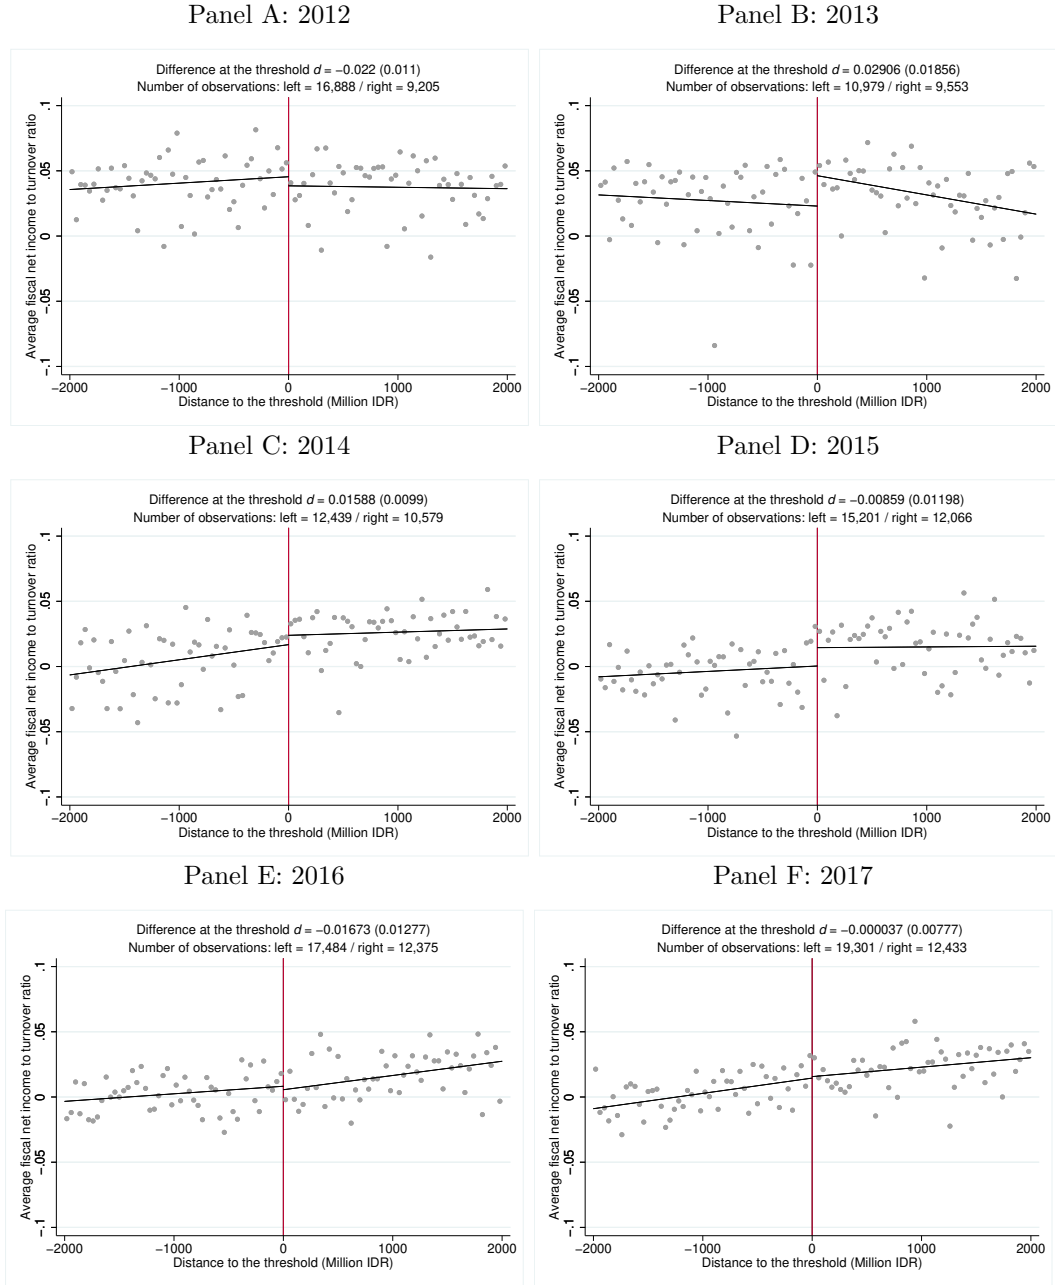 Panel A: 2012
Difference at the threshold d = −0.022 (0.011)
Number of observations: left = 16,888 / right = 9,205
Average fiscal net income to turnover ratio
.1
.05
0
−.05
−.1
−2000 −1000 0 1000 2000
Distance to the threshold (Million IDR)
Panel B: 2013
Difference at the threshold d = 0.02906 (0.01856)
Number of observations: left = 10,979 / right = 9,553
Average fiscal net income to turnover ratio
.1
.05
0
−.05
−.1
−2000 −1000 0 1000 2000
Distance to the threshold (Million IDR)
Panel C: 2014
Difference at the threshold d = 0.01588 (0.0099)
Number of observations: left = 12,439 / right = 10,579
Average fiscal net income to turnover ratio
.1
.05
0
−.05
−.1
−2000 −1000 0 1000 2000
Distance to the threshold (Million IDR)
Panel D: 2015
Difference at the threshold d = −0.00859 (0.01198)
Number of observations: left = 15,201 / right = 12,066
Average fiscal net income to turnover ratio
.1
.05
0
−.05
−.1
−2000 −1000 0 1000 2000
Distance to the threshold (Million IDR)
Panel E: 2016
Difference at the threshold d = −0.01673 (0.01277)
Number of observations: left = 17,484 / right = 12,375
Average fiscal net income to turnover ratio
.1
.05
0
−.05
−.1
−2000 −1000 0 1000 2000
Distance to the threshold (Million IDR)
Panel F: 2017
Difference at the threshold d = −0.000037 (0.00777)
Number of observations: left = 19,301 / right = 12,433
Average fiscal net income to turnover ratio
.1
.05
0
−.05
−.1
−2000 −1000 0 1000 2000
Distance to the threshold (Million IDR)